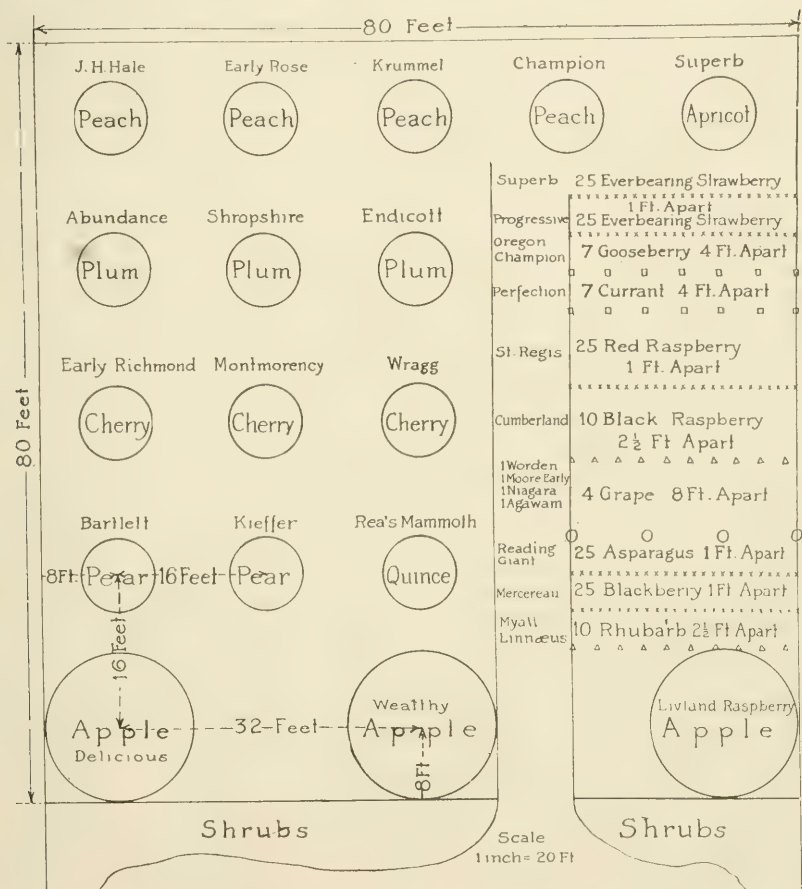 80 Feet
J.H.Hale Early Rose Krummel Champion Superb
Peach Peach Peach Peach Apricot
Superb 25 Everbearing Strawberry
1 Ft. Apart
Progressive 25 Everbearing Strawberry
Abundance Shropshire Endicott
Plum Plum Plum
Oregon
Champion
7 Gooseberry 4 Ft. Apart
Perfection 7 Currant 4 Ft. Apart
St. Regis 25 Red Raspberry
1 Ft. Apart
Early Richmond Montmorency Wragg
Cherry Cherry Cherry
Cumberland 10 Black Raspberry
2½ Ft Apart
80 Feet
1 Worden
1 Moore Early
1 Niagara
1 Agawam
4 Grape 8 Ft. Apart
Bartlett Kieffer Rea's Mammoth
8Ft. Pear 16 Feet Pear Quince
Reading
Giant
25 Asparagus 1 Ft. Apart
Mercereau 25 Blackberry 1 Ft Apart
Myatt
Linnæus
10 Rhubarb 2½ Ft Apart
16 Feet
Apple
Delicious
32 Feet
Wealthy
Apple
8Ft
Livland Raspberry
Apple
Shrubs Shrubs
Scale
1 inch = 20 Ft